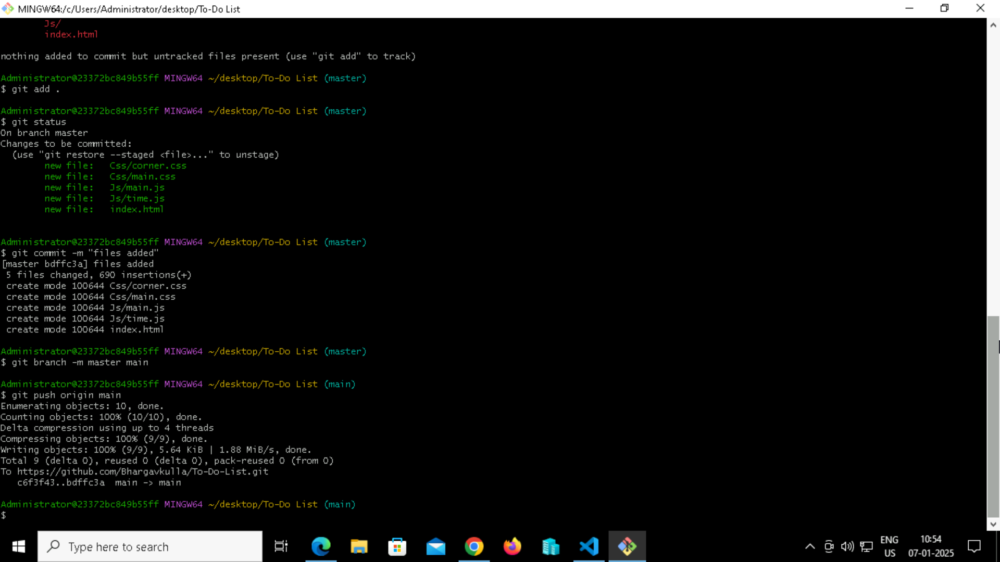 MINGW64:/c/Users/Administrator/desktop/To-Do List
Js/
index.html
nothing added to commit but untracked files present (use "git add" to track)
Administrator@23372bc849b55ff MINGW64 ~/desktop/To-Do List (master)
$ git add .
Administrator@23372bc849b55ff MINGW64 ~/desktop/To-Do List (master)
$ git status
On branch master
Changes to be committed:
(use "git restore --staged <file>..." to unstage)
new file: Css/corner.css
new file: Css/main.css
new file: Js/main.js
new file: Js/time.js
new file: index.html
Administrator@23372bc849b55ff MINGW64 ~/desktop/To-Do List (master)
$ git commit -m "files added"
[master bdffc3a] files added
5 files changed, 690 insertions(+)
create mode 100644 Css/corner.css
create mode 100644 Css/main.css
create mode 100644 Js/main.js
create mode 100644 Js/time.js
create mode 100644 index.html
Administrator@23372bc849b55ff MINGW64 ~/desktop/To-Do List (master)
$ git branch -m master main
Administrator@23372bc849b55ff MINGW64 ~/desktop/To-Do List (main)
$ git push origin main
Enumerating objects: 10, done.
Counting objects: 100% (10/10), done.
Delta compression using up to 4 threads
Compressing objects: 100% (9/9), done.
Writing objects: 100% (9/9), 5.64 KiB | 1.88 MiB/s, done.
Total 9 (delta 0), reused 0 (delta 0), pack-reused 0 (from 0)
To https://github.com/Bhargavkulla/To-Do-List.git
c6f3f43..bdffc3a main -> main
Administrator@23372bc849b55ff MINGW64 ~/desktop/To-Do List (main)
$
Type here to search
ENG
US
10:54
07-01-2025